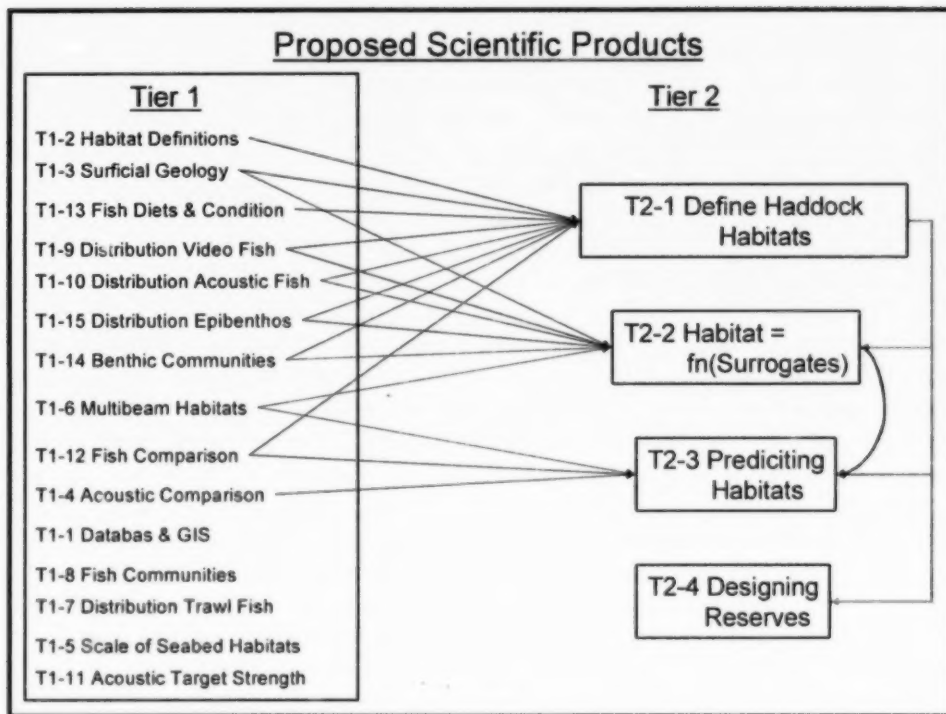 Proposed Scientific Products
Tier 1
T1-2 Habitat Definitions
T1-3 Surficial Geology
T1-13 Fish Diets & Condition
T1-9 Distribution Video Fish
T1-10 Distribution Acoustic Fish
T1-15 Distribution Epibenthos
T1-14 Benthic Communities
T1-6 Multibeam Habitats
T1-12 Fish Comparison
T1-4 Acoustic Comparison
T1-1 Databas & GIS
T1-8 Fish Communities
T1-7 Distribution Trawl Fish
T1-5 Scale of Seabed Habitats
T1-11 Acoustic Target Strength
Tier 2
T2-1 Define Haddock
Habitats
T2-2 Habitat =
fn(Surrogates)
T2-3 Prediciting
Habitats
T2-4 Designing
Reserves